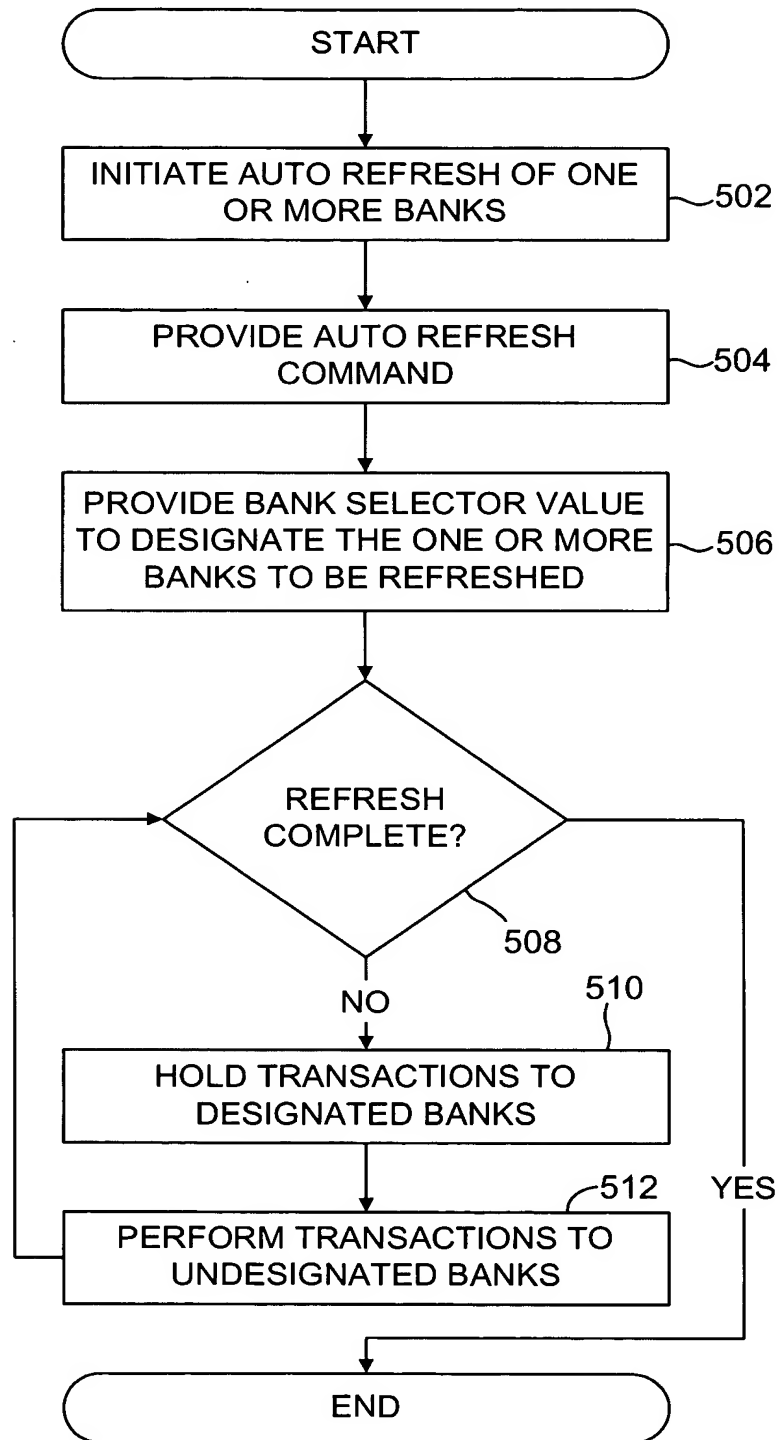 START
INITIATE AUTO REFRESH OF ONE
OR MORE BANKS
502
PROVIDE AUTO REFRESH
COMMAND
504
PROVIDE BANK SELECTOR VALUE
TO DESIGNATE THE ONE OR MORE
BANKS TO BE REFRESHED
506
REFRESH
COMPLETE?
508
NO
510
HOLD TRANSACTIONS TO
DESIGNATED BANKS
512
YES
PERFORM TRANSACTIONS TO
UNDESIGNATED BANKS
END